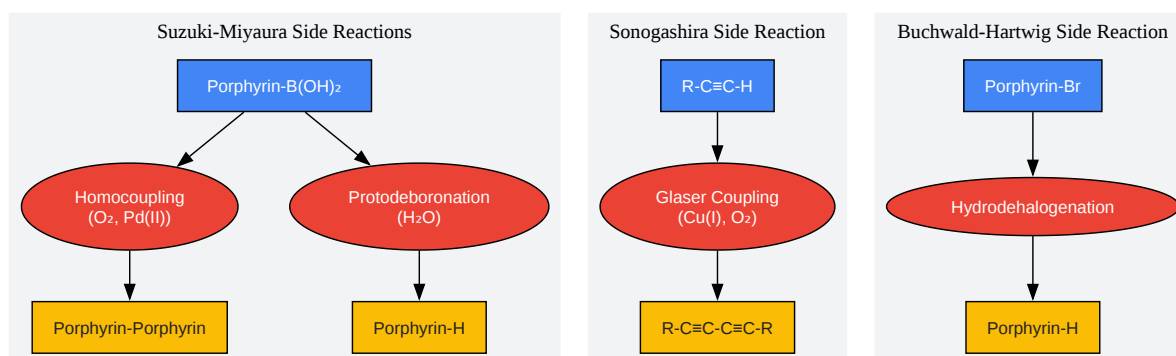 Suzuki-Miyaura Side Reactions
Porphyrin-B(OH)₂
Homocoupling
(O₂, Pd(II))
Protodeboronation
(H₂O)
Porphyrin-Porphyrin
Porphyrin-H
Sonogashira Side Reaction
R-C≡C-H
Glaser Coupling
(Cu(I), O₂)
R-C≡C-C≡C-R
Buchwald-Hartwig Side Reaction
Porphyrin-Br
Hydrodehalogenation
Porphyrin-H